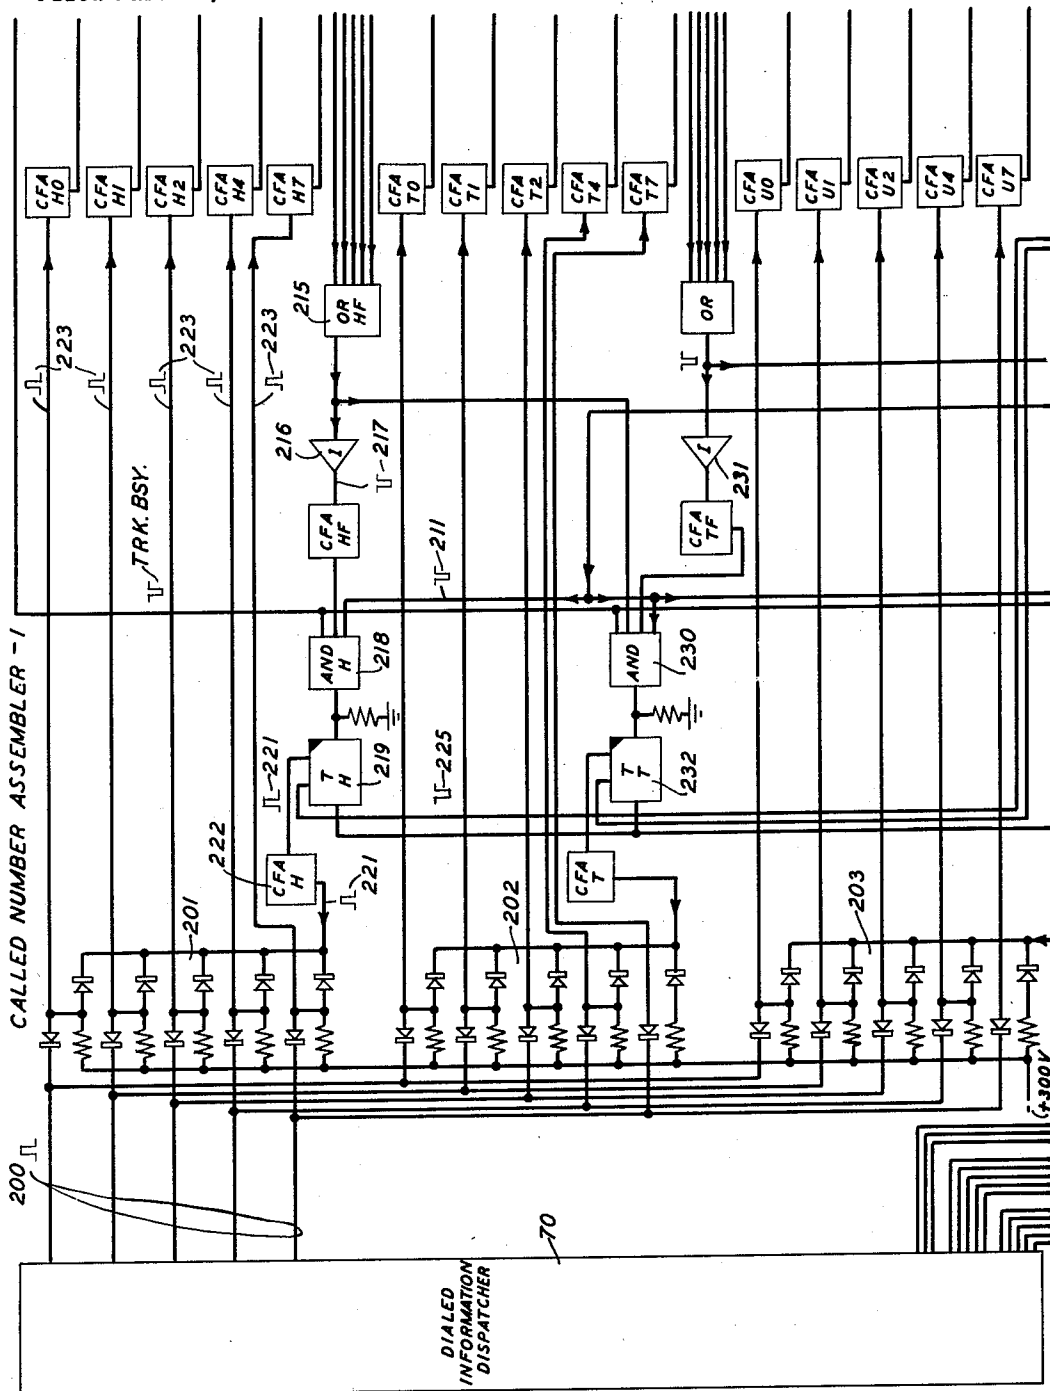 CALLED NUMBER ASSEMBLER - 1
200
DIALED
INFORMATION
DISPATCHER
70
(+300V
201
202
203
CFA
H
222
221
221
T
H
219
AND
H
218
CFA
HF
I
216
217
OR
HF
215
TRK. BSY.
223
223
223
211
225
CFA
T
T
T
232
AND
230
CFA
TF
I
231
OR
CFA
H0
CFA
H1
CFA
H2
CFA
H4
CFA
H7
CFA
T0
CFA
T1
CFA
T2
CFA
T4
CFA
T7
CFA
U0
CFA
U1
CFA
U2
CFA
U4
CFA
U7